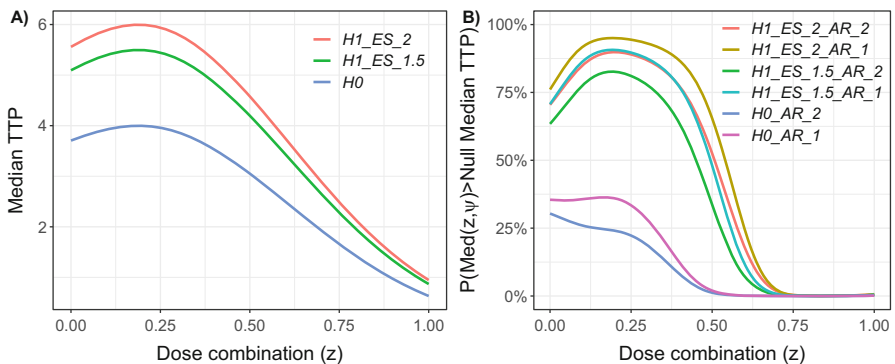 A)
Median TTP
6
4
2
H1_ES_2
H1_ES_1.5
H0
0.00 0.25 0.50 0.75 1.00
Dose combination (z)
B)
P(Med(z,ψ)>Null Median TTP)
100%
75%
50%
25%
0%
H1_ES_2_AR_2
H1_ES_2_AR_1
H1_ES_1.5_AR_2
H1_ES_1.5_AR_1
H0_AR_2
H0_AR_1
0.00 0.25 0.50 0.75 1.00
Dose combination (z)